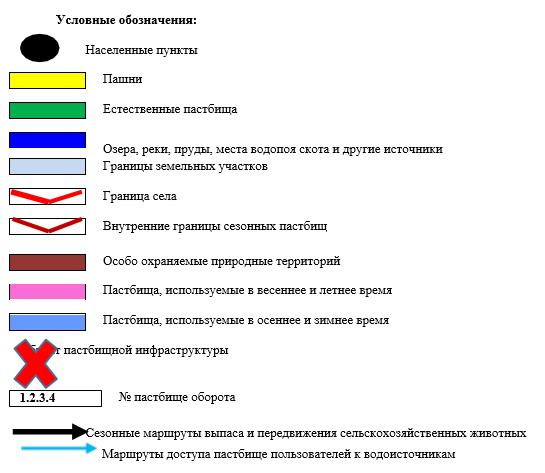 Условные обозначения:
Населенные пункты
Пашни
Естественные пастбища
Озера, реки, пруды, места водопоя скота и другие источники
Границы земельных участков
Граница села
Внутренние границы сезонных пастбищ
Особо охраняемые природные территорий
Пастбища, используемые в весеннее и летнее время
Пастбища, используемые в осеннее и зимнее время
пастбищной инфраструктуры
1.2.3.4 № пастбище оборота
Сезонные маршруты выпаса и передвижения сельскохозяйственных животных
Маршруты доступа пастбище пользователей к водоисточникам